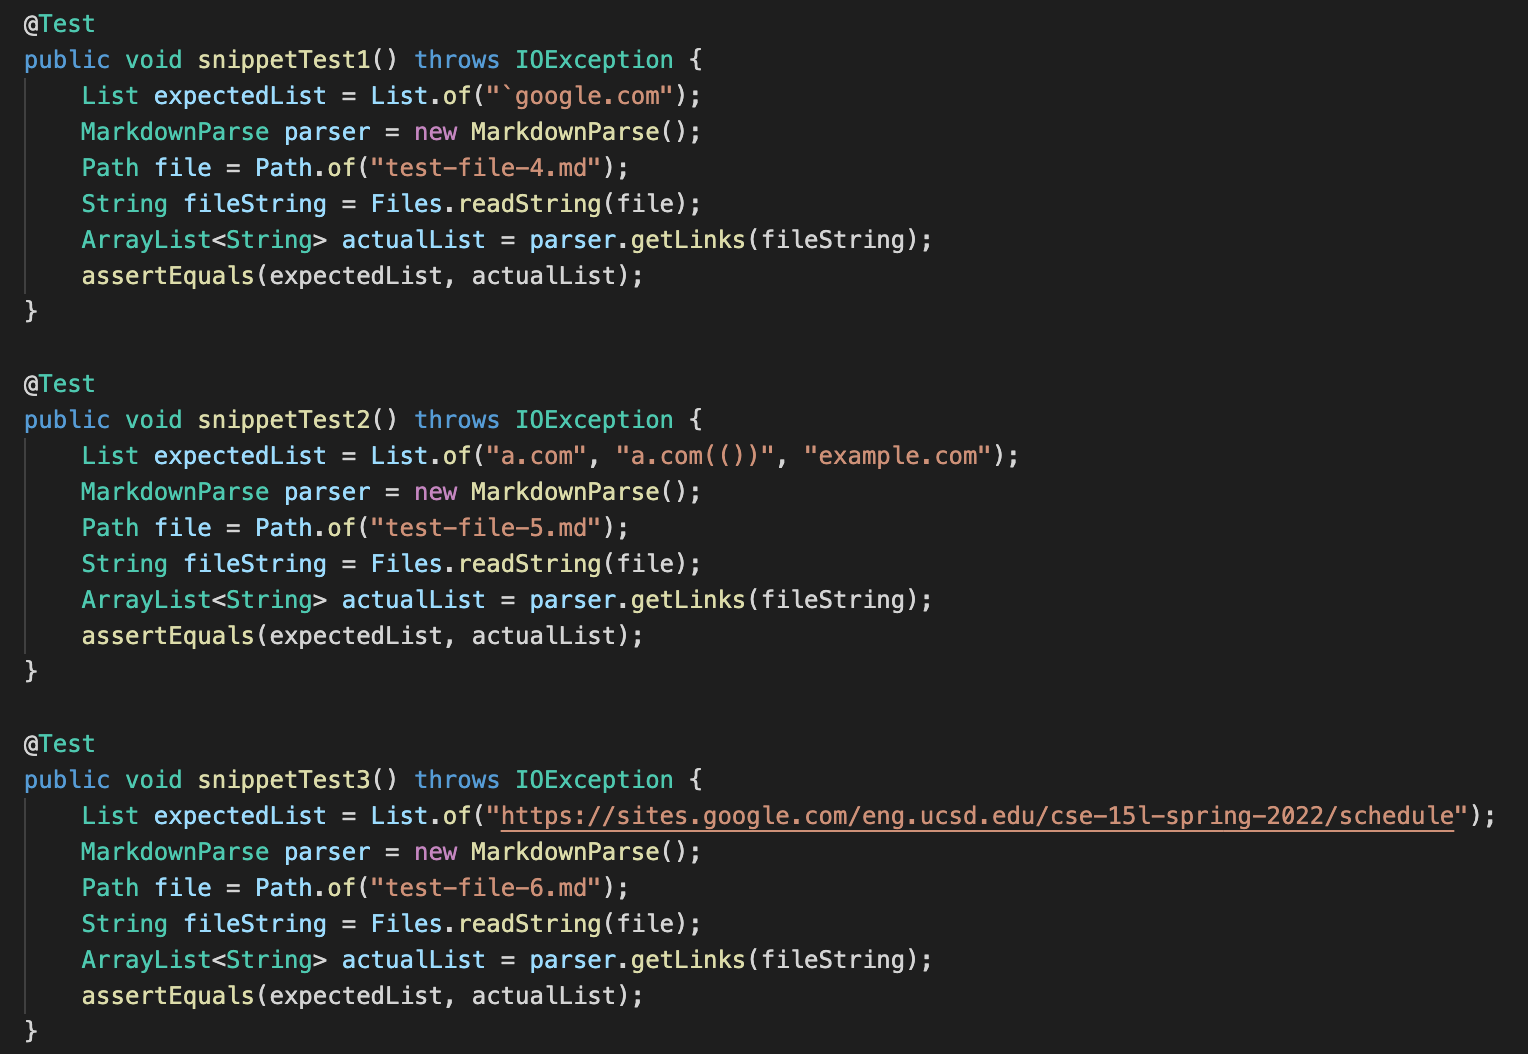 @Test
public void snippetTest1() throws IOException {
    List expectedList = List.of("`google.com");
    MarkdownParse parser = new MarkdownParse();
    Path file = Path.of("test-file-4.md");
    String fileString = Files.readString(file);
    ArrayList<String> actualList = parser.getLinks(fileString);
    assertEquals(expectedList, actualList);
}

@Test
public void snippetTest2() throws IOException {
    List expectedList = List.of("a.com", "a.com(())", "example.com");
    MarkdownParse parser = new MarkdownParse();
    Path file = Path.of("test-file-5.md");
    String fileString = Files.readString(file);
    ArrayList<String> actualList = parser.getLinks(fileString);
    assertEquals(expectedList, actualList);
}

@Test
public void snippetTest3() throws IOException {
    List expectedList = List.of("https://sites.google.com/eng.ucsd.edu/cse-15l-spring-2022/schedule");
    MarkdownParse parser = new MarkdownParse();
    Path file = Path.of("test-file-6.md");
    String fileString = Files.readString(file);
    ArrayList<String> actualList = parser.getLinks(fileString);
    assertEquals(expectedList, actualList);
}